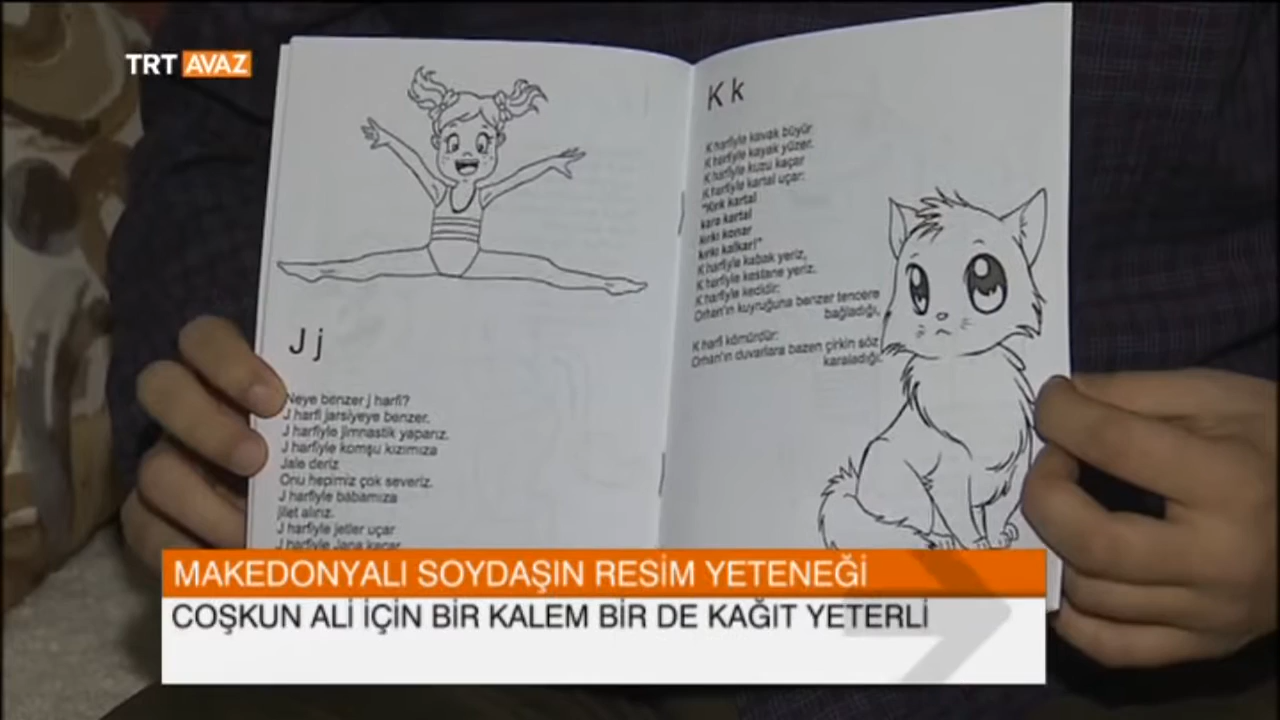 TRT AVAZ
J j
Neye benzer j harfi?
J harfi jarsiyeye benzer.
J harfiyle jimnastik yaparız.
J harfiyle komşu kızımıza
Jale deriz
Onu hepimiz çok severiz.
J harfiyle babamıza
jilet alırız.
J harfiyle jetler uçar
J harfiyle Jana kaçar
K k
K harfiyle kavak büyür
K harfiyle kayak yüzer.
K harfiyle kuzu kaçar
K harfiyle kartal uçar:
"Kırk kartal
kara kartal
kırkı konar
kırkı kalkar!"
K harfiyle kabak yeriz,
K harfiyle kestane yeriz.
K harfiyle kedidir:
Orhan'ın kuyruğuna benzer tencere
bağladığı,
K harfi kömürdür:
Orhan'ın duvarlara bazen çirkin söz
karaladığı.
MAKEDONYALI SOYDAŞIN RESİM YETENEĞİ
COŞKUN ALİ İÇİN BİR KALEM BİR DE KAĞIT YETERLİ